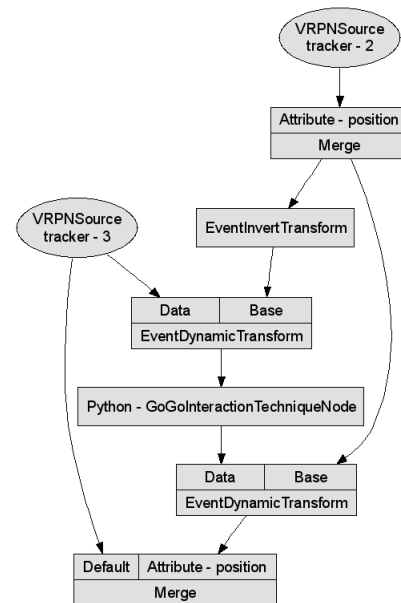 VRPNSource
tracker - 2
Attribute - position
Merge
VRPNSource
tracker - 3
EventInvertTransform
Data Base
EventDynamicTransform
Python - GoGoInteractionTechniqueNode
Data Base
EventDynamicTransform
Default Attribute - position
Merge